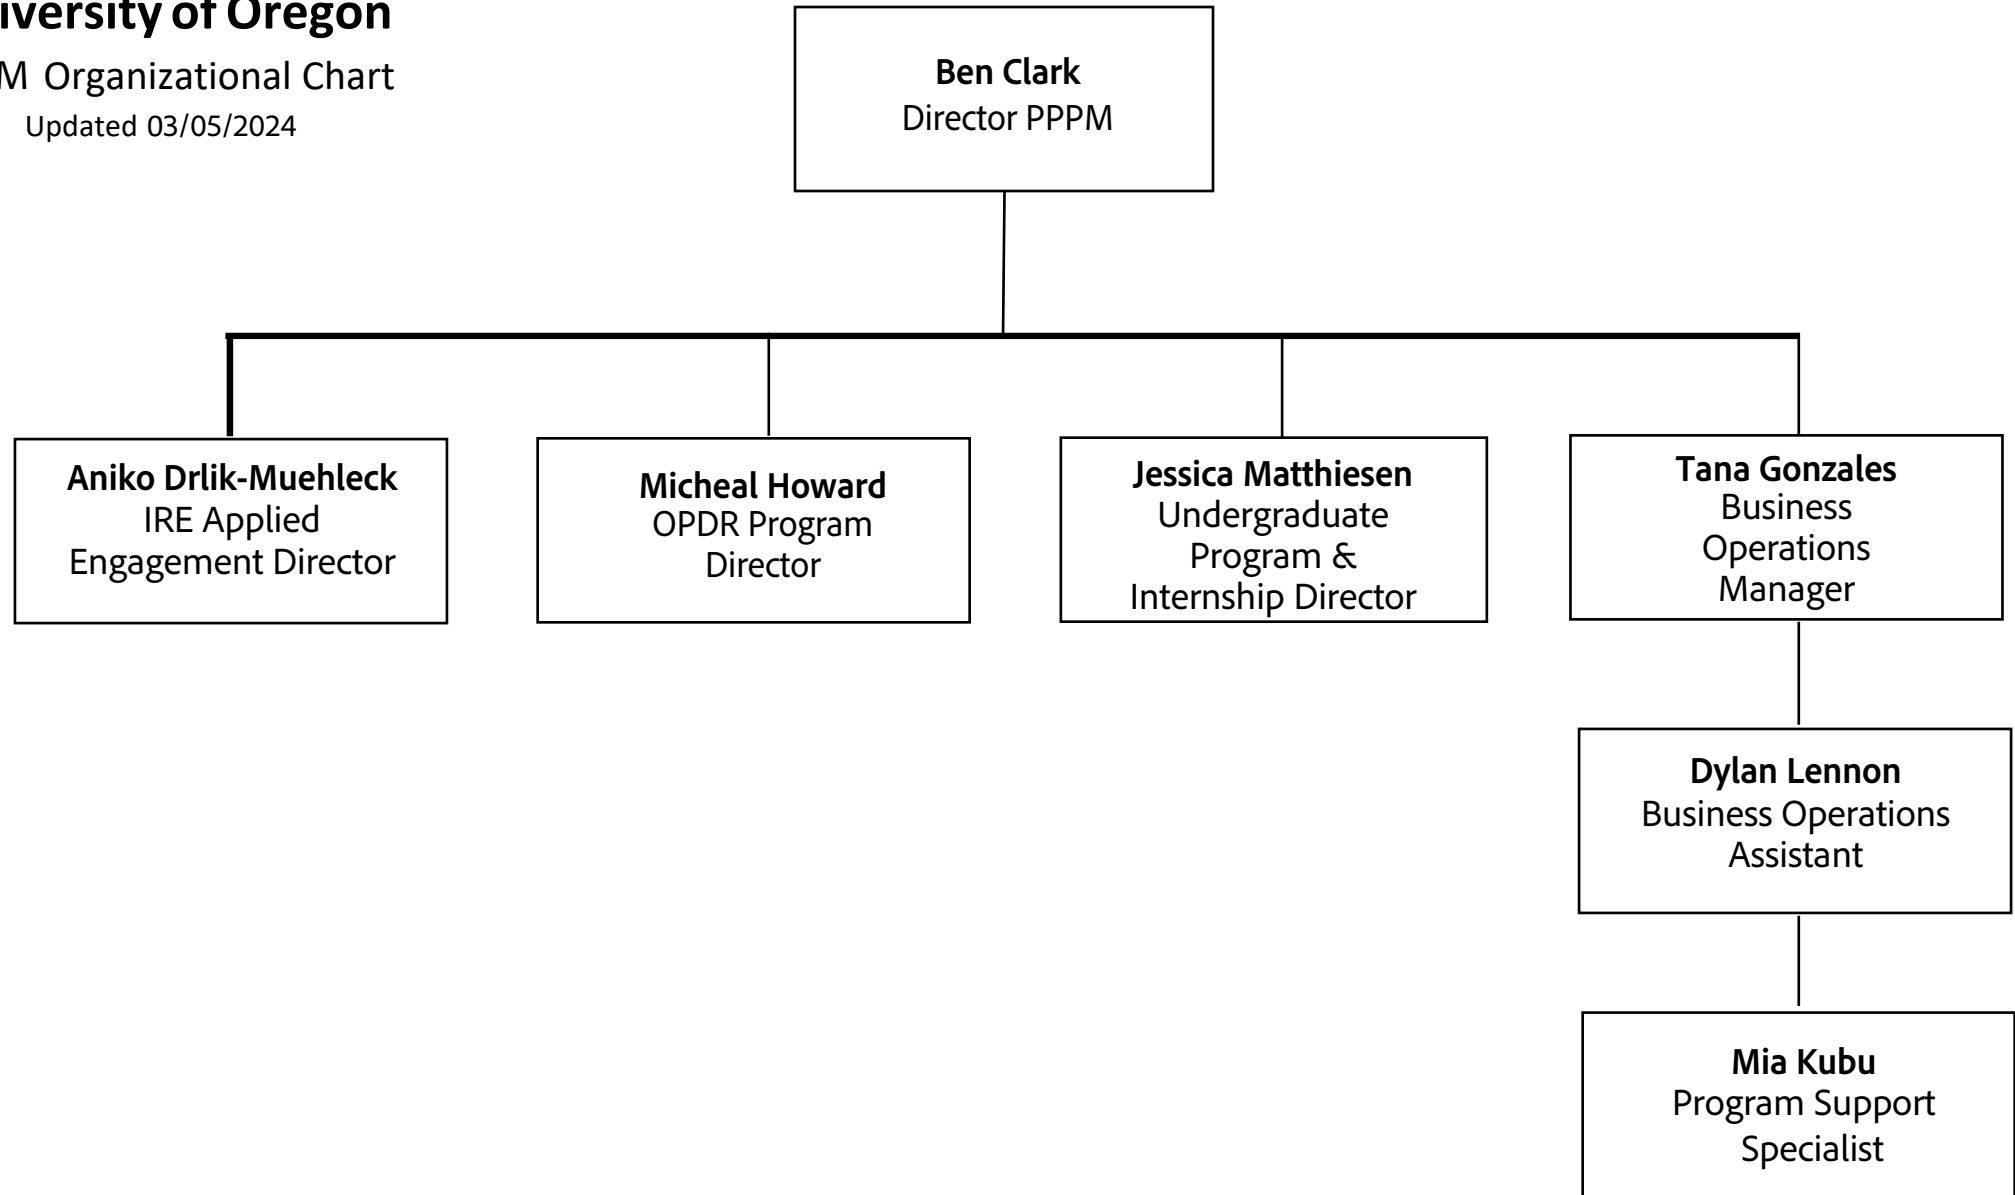 iversity of Oregon
M Organizational Chart
Updated 03/05/2024
Ben Clark
Director PPPM
Aniko Drlik-Muehleck
IRE Applied
Engagement Director
Micheal Howard
OPDR Program
Director
Jessica Matthiesen
Undergraduate
Program &
Internship Director
Tana Gonzales
Business
Operations
Manager
Dylan Lennon
Business Operations
Assistant
Mia Kubu
Program Support
Specialist